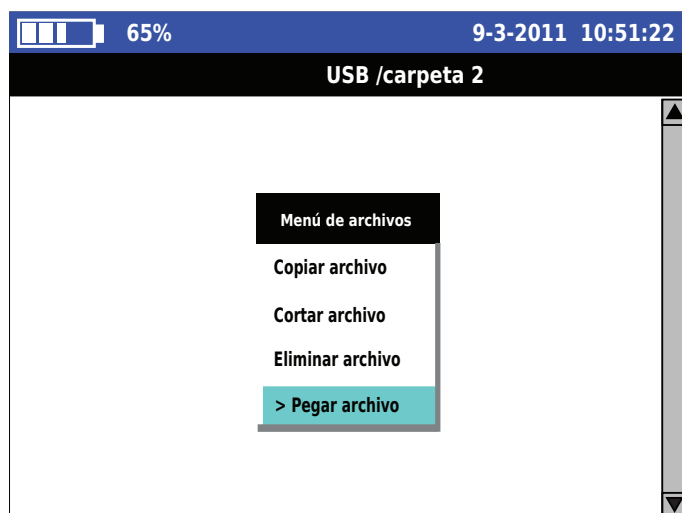 65% 9-3-2011 10:51:22
USB /carpeta 2
Menú de archivos
Copiar archivo
Cortar archivo
Eliminar archivo
> Pegar archivo